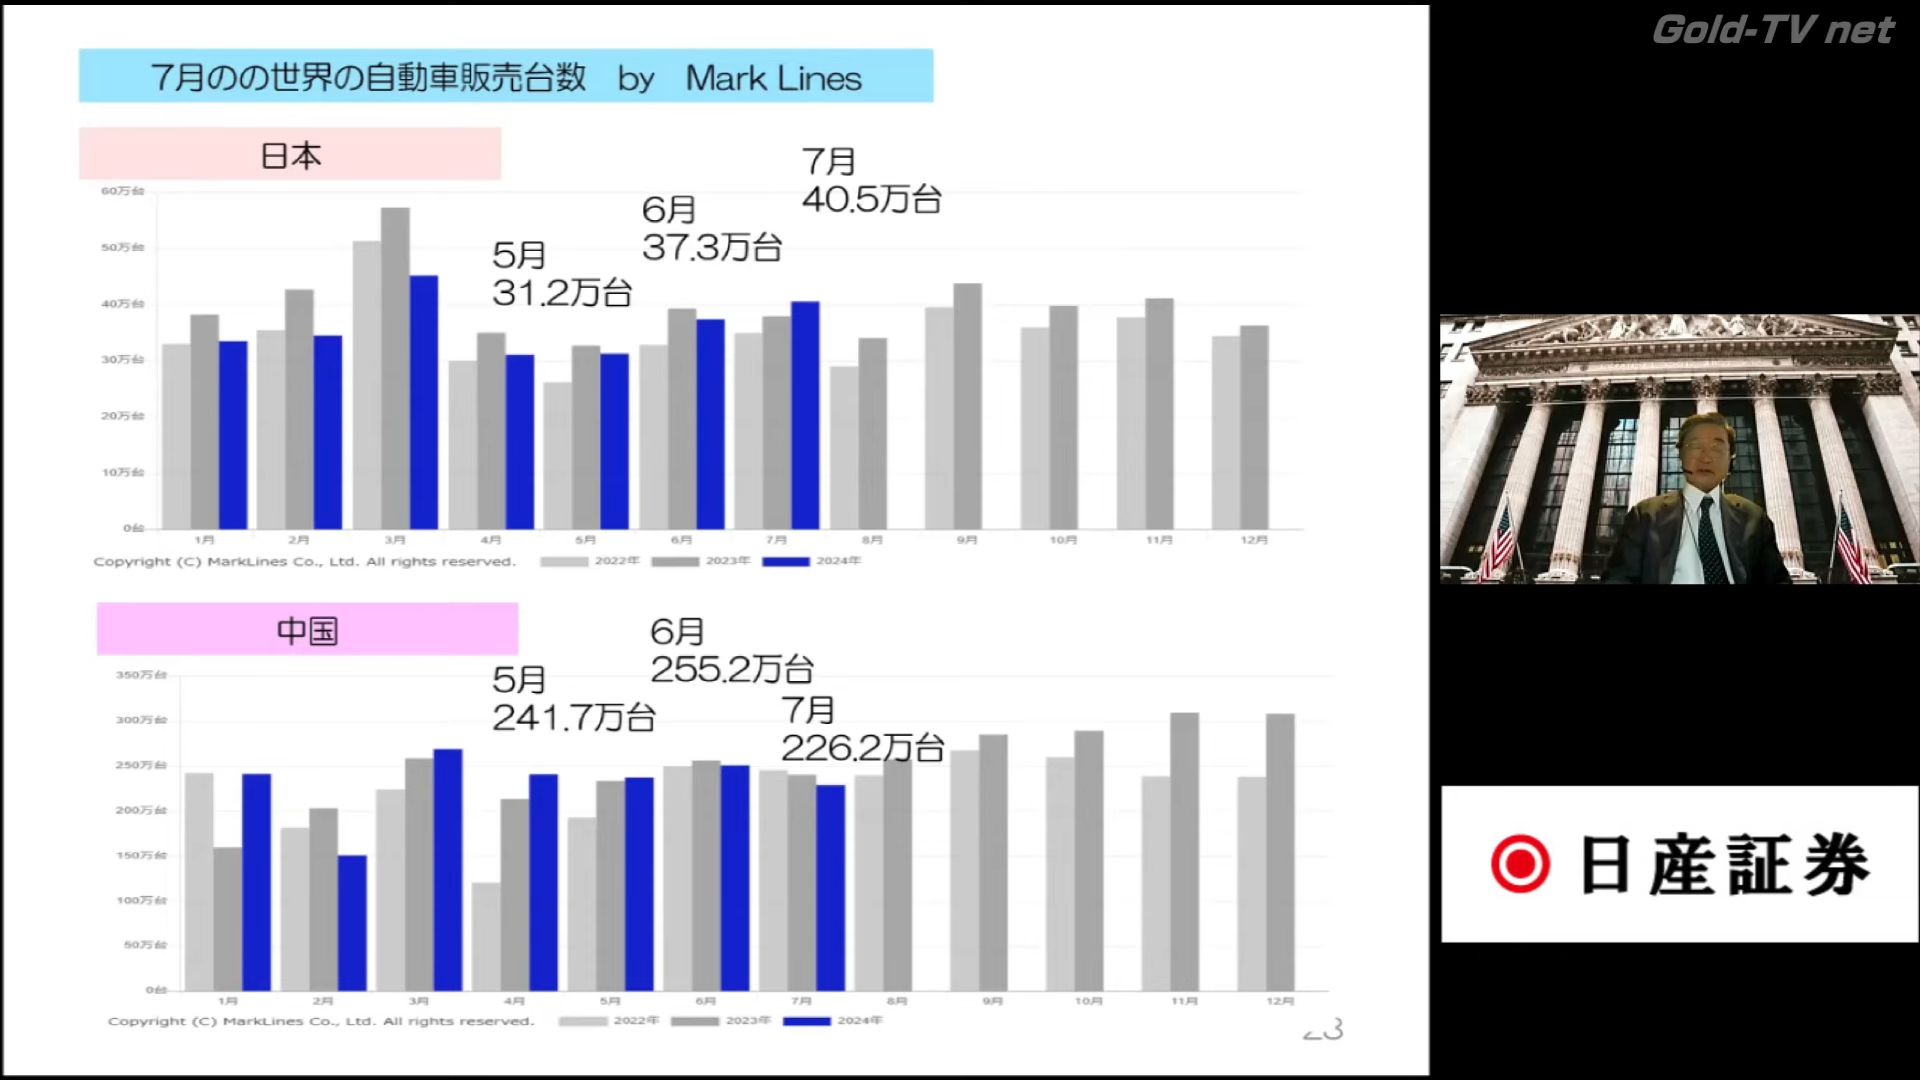 Gold-TV net
7月のの世界の自動車販売台数 by Mark Lines
日本
7月
40.5万台
6月
37.3万台
5月
31.2万台
60万台
50万台
40万台
30万台
20万台
10万台
0台
1月 2月 3月 4月 5月 6月 7月 8月 9月 10月 11月 12月
Copyright (C) MarkLines Co., Ltd. All rights reserved. 2022年 2023年 2024年
中国
6月
255.2万台
5月
241.7万台
7月
226.2万台
350万台
300万台
250万台
200万台
150万台
100万台
50万台
0台
1月 2月 3月 4月 5月 6月 7月 8月 9月 10月 11月 12月
Copyright (C) MarkLines Co., Ltd. All rights reserved. 2022年 2023年 2024年
23
日産証券